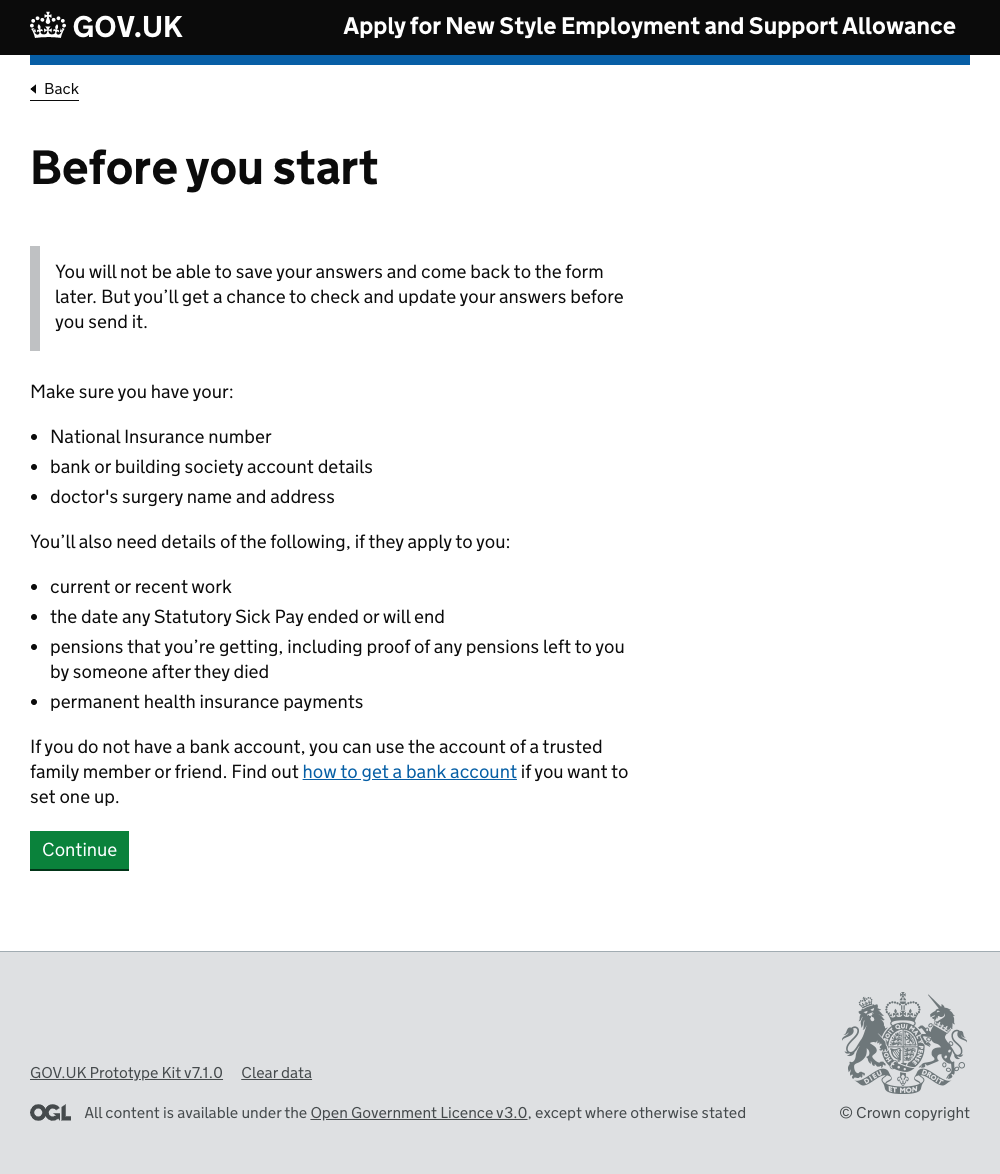 GOV.UK
Apply for New Style Employment and Support Allowance
Back
Before you start
You will not be able to save your answers and come back to the form
later. But you’ll get a chance to check and update your answers before
you send it.
Make sure you have your:
• National Insurance number
• bank or building society account details
• doctor's surgery name and address
You’ll also need details of the following, if they apply to you:
• current or recent work
• the date any Statutory Sick Pay ended or will end
• pensions that you’re getting, including proof of any pensions left to you
by someone after they died
• permanent health insurance payments
If you do not have a bank account, you can use the account of a trusted
family member or friend. Find out how to get a bank account if you want to
set one up.
Continue
GOV.UK Prototype Kit v7.1.0 Clear data
OGL All content is available under the Open Government Licence v3.0, except where otherwise stated
DIEU ET MON DROIT
© Crown copyright